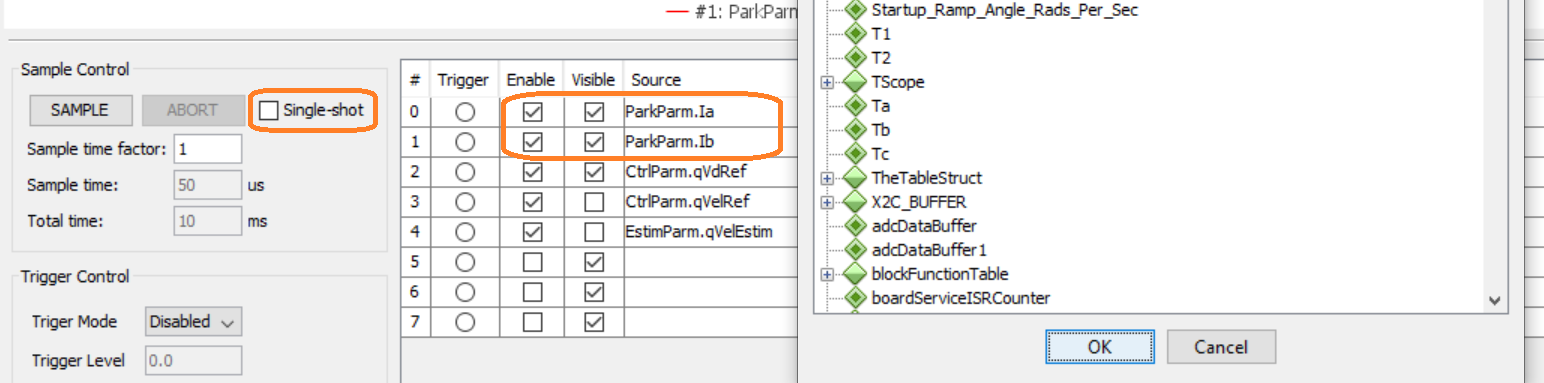 #1: ParkParm
Sample Control
SAMPLE ABORT Single-shot
Sample time factor: 1
Sample time: 50 us
Total time: 10 ms
Trigger Control
Triger Mode Disabled
Trigger Level 0.0
# Trigger Enable Visible Source
0 ParkParm.Ia
1 ParkParm.Ib
2 CtrlParm.qVdRef
3 CtrlParm.qVelRef
4 EstimParm.qVelEstim
5
6
7
Startup_Ramp_Angle_Rads_Per_Sec
T1
T2
TScope
Ta
Tb
Tc
TheTableStruct
X2C_BUFFER
adcDataBuffer
adcDataBuffer1
blockFunctionTable
boardServiceISRCounter
OK Cancel